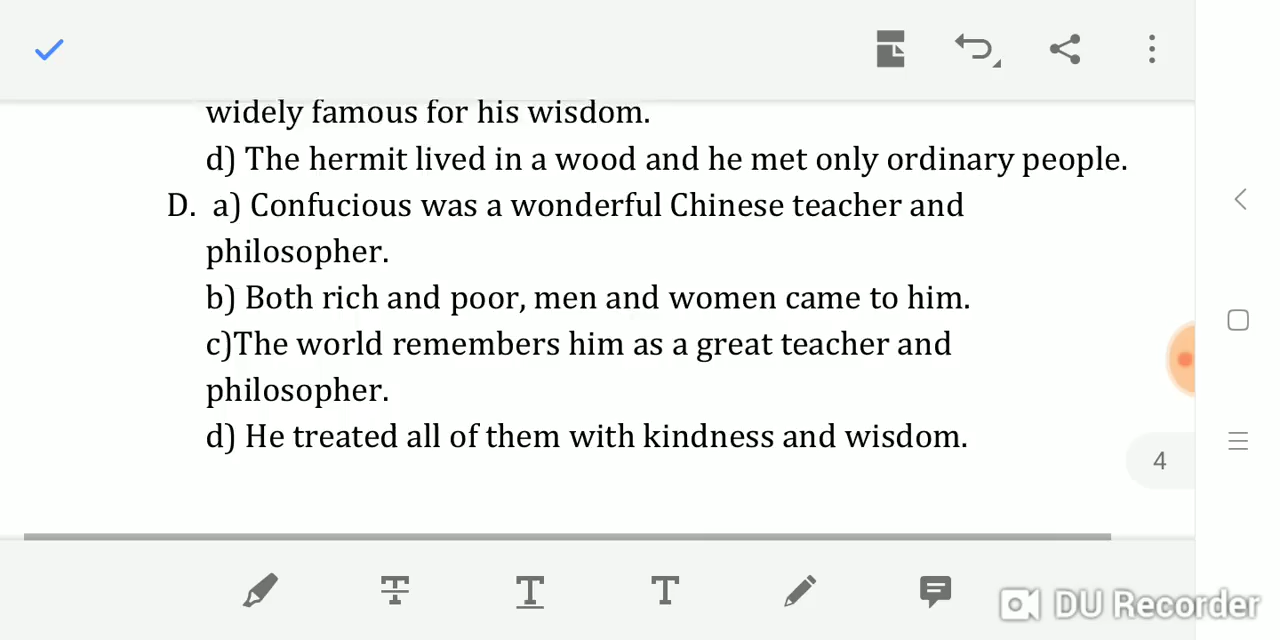 widely famous for his wisdom.
d) The hermit lived in a wood and he met only ordinary people.
D. a) Confucious was a wonderful Chinese teacher and
philosopher.
b) Both rich and poor, men and women came to him.
c)The world remembers him as a great teacher and
philosopher.
d) He treated all of them with kindness and wisdom.
4
DU Recorder